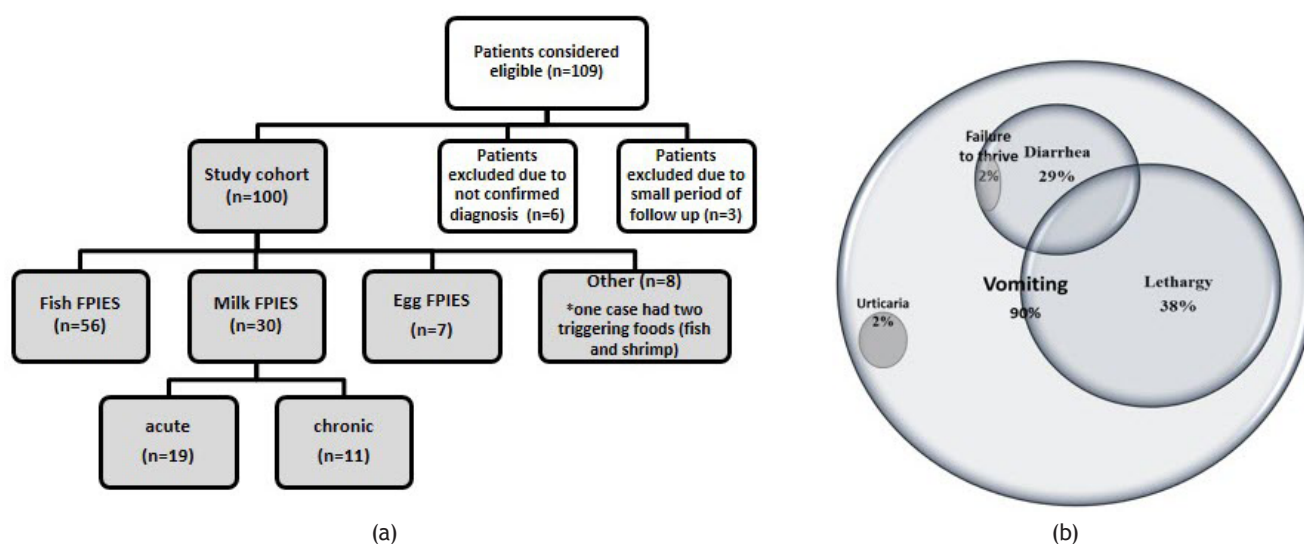 Patients considered
eligible (n=109)
Study cohort
(n=100)
Patients
excluded due to
not confirmed
diagnosis (n=6)
Patients
excluded due to
small period of
follow up (n=3)
Fish FPIES
(n=56)
Milk FPIES
(n=30)
Egg FPIES
(n=7)
Other (n=8)
*one case had two
triggering foods (fish
and shrimp)
acute
(n=19)
chronic
(n=11)
(a)
Failure
to thrive
2%
Diarrhea
29%
Vomiting
90%
Lethargy
38%
Urticaria
2%
(b)